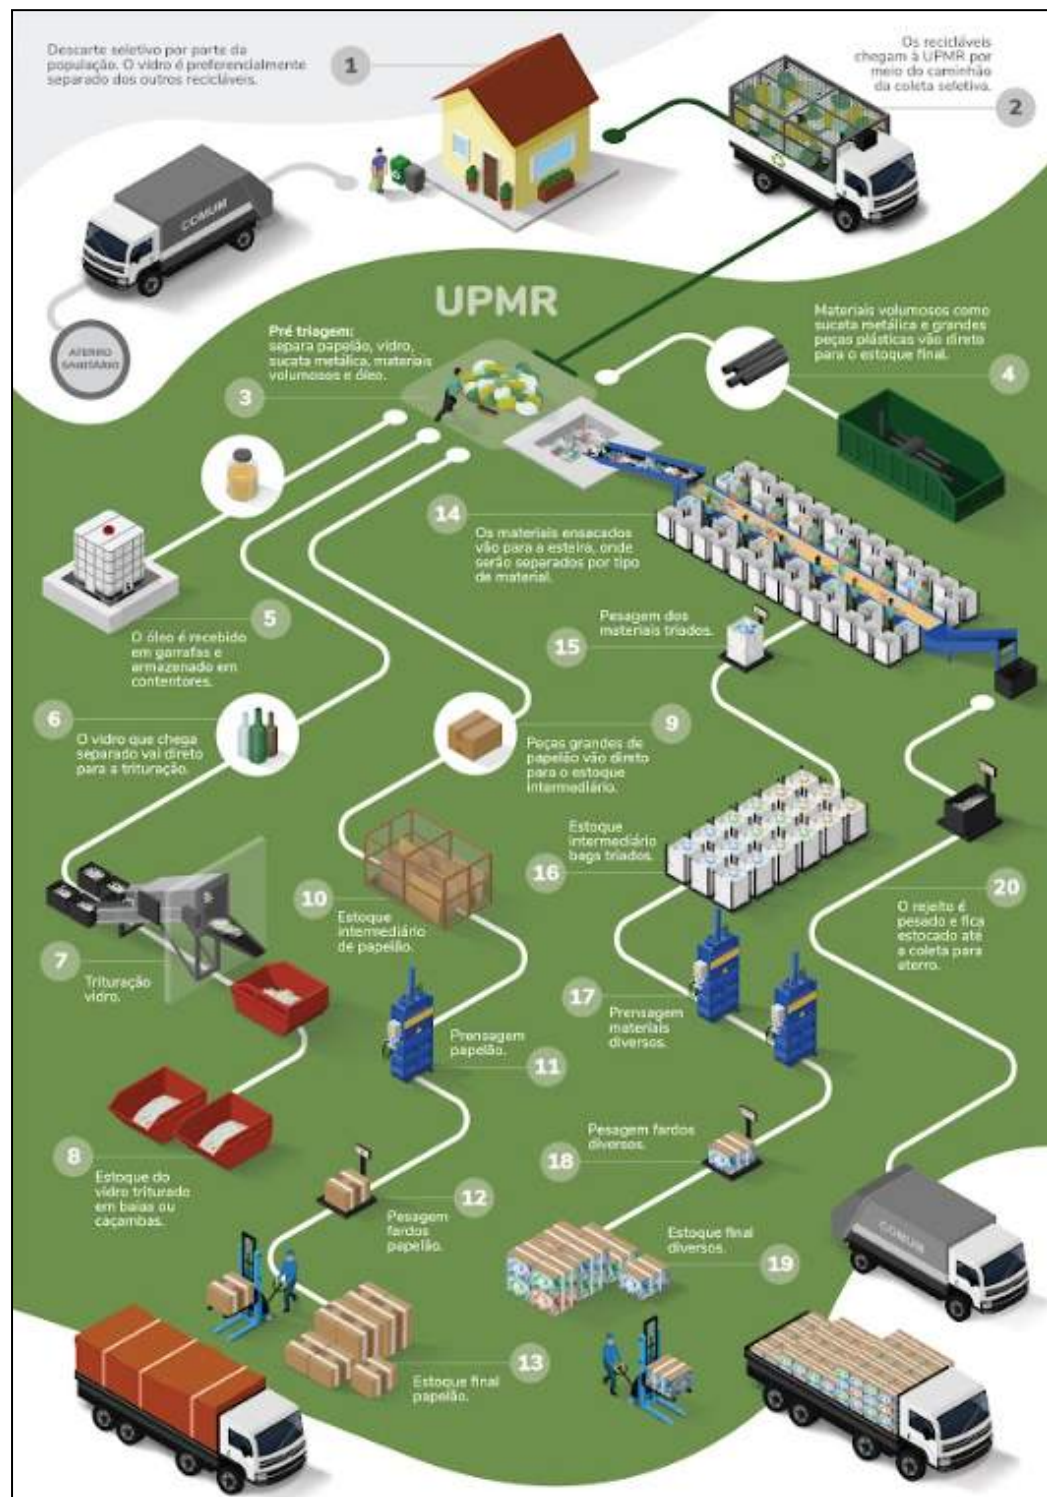 Descarte seletivo por parte da
população. O vidro é preferencialmente
separado dos outros recicláveis.
1
Os recicláveis
chegam à UPMR por
meio do caminhão
da coleta seletiva.
2
COMUM
ATERRO
SANITÁRIO
UPMR
Pré triagem:
separa papelão, vidro,
sucata metálica, materiais
volumosos e óleo.
3
Materiais volumosos como
sucata metálica e grandes
peças plásticas vão direto
para o estoque final.
4
14
Os materiais ensacados
vão para a esteira, onde
serão separados por tipo
de material.
5
O óleo é recebido
em garrafas e
armazenado em
contentores.
Pesagem dos
materiais triados.
15
6
O vidro que chega
separado vai direto
para a trituração.
9
Peças grandes de
papelão vão direto
para o estoque
intermediário.
Estoque
intermediário
bags triados.
16
10
Estoque
intermediário
de papelão.
20
O rejeito é
pesado e fica
estocado até
a coleta para
aterro.
7
Trituração
vidro.
17
Prensagem
materiais
diversos.
Prensagem
papelão.
11
8
Estoque do
vidro triturado
em baias ou
caçambas.
Pesagem fardos
diversos.
18
12
Pesagem
fardos
papelão.
Estoque final
diversos.
19
COMUM
13
Estoque final
papelão.